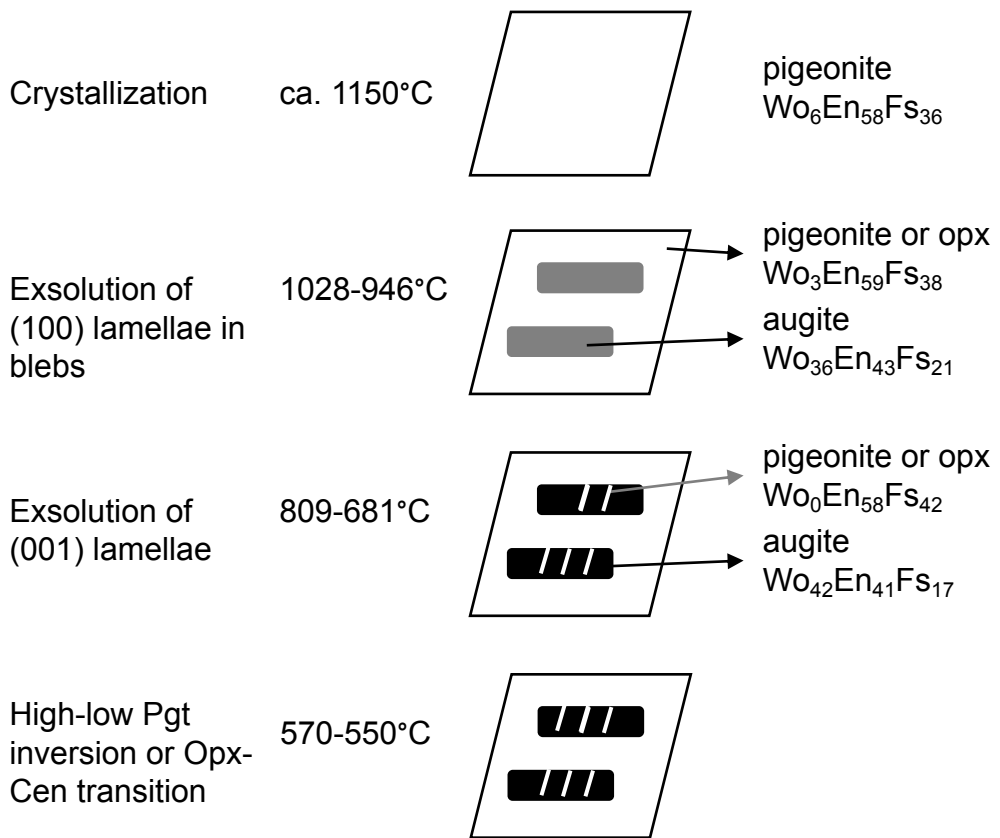 Crystallization
ca. 1150°C
pigeonite
Wo₆En₅₈Fs₃₆
Exsolution of
(100) lamellae in
blebs
1028-946°C
pigeonite or opx
Wo₃En₅₉Fs₃₈
augite
Wo₃₆En₄₃Fs₂₁
Exsolution of
(001) lamellae
809-681°C
pigeonite or opx
Wo₀En₅₈Fs₄₂
augite
Wo₄₂En₄₁Fs₁₇
High-low Pgt
inversion or Opx-
Cen transition
570-550°C